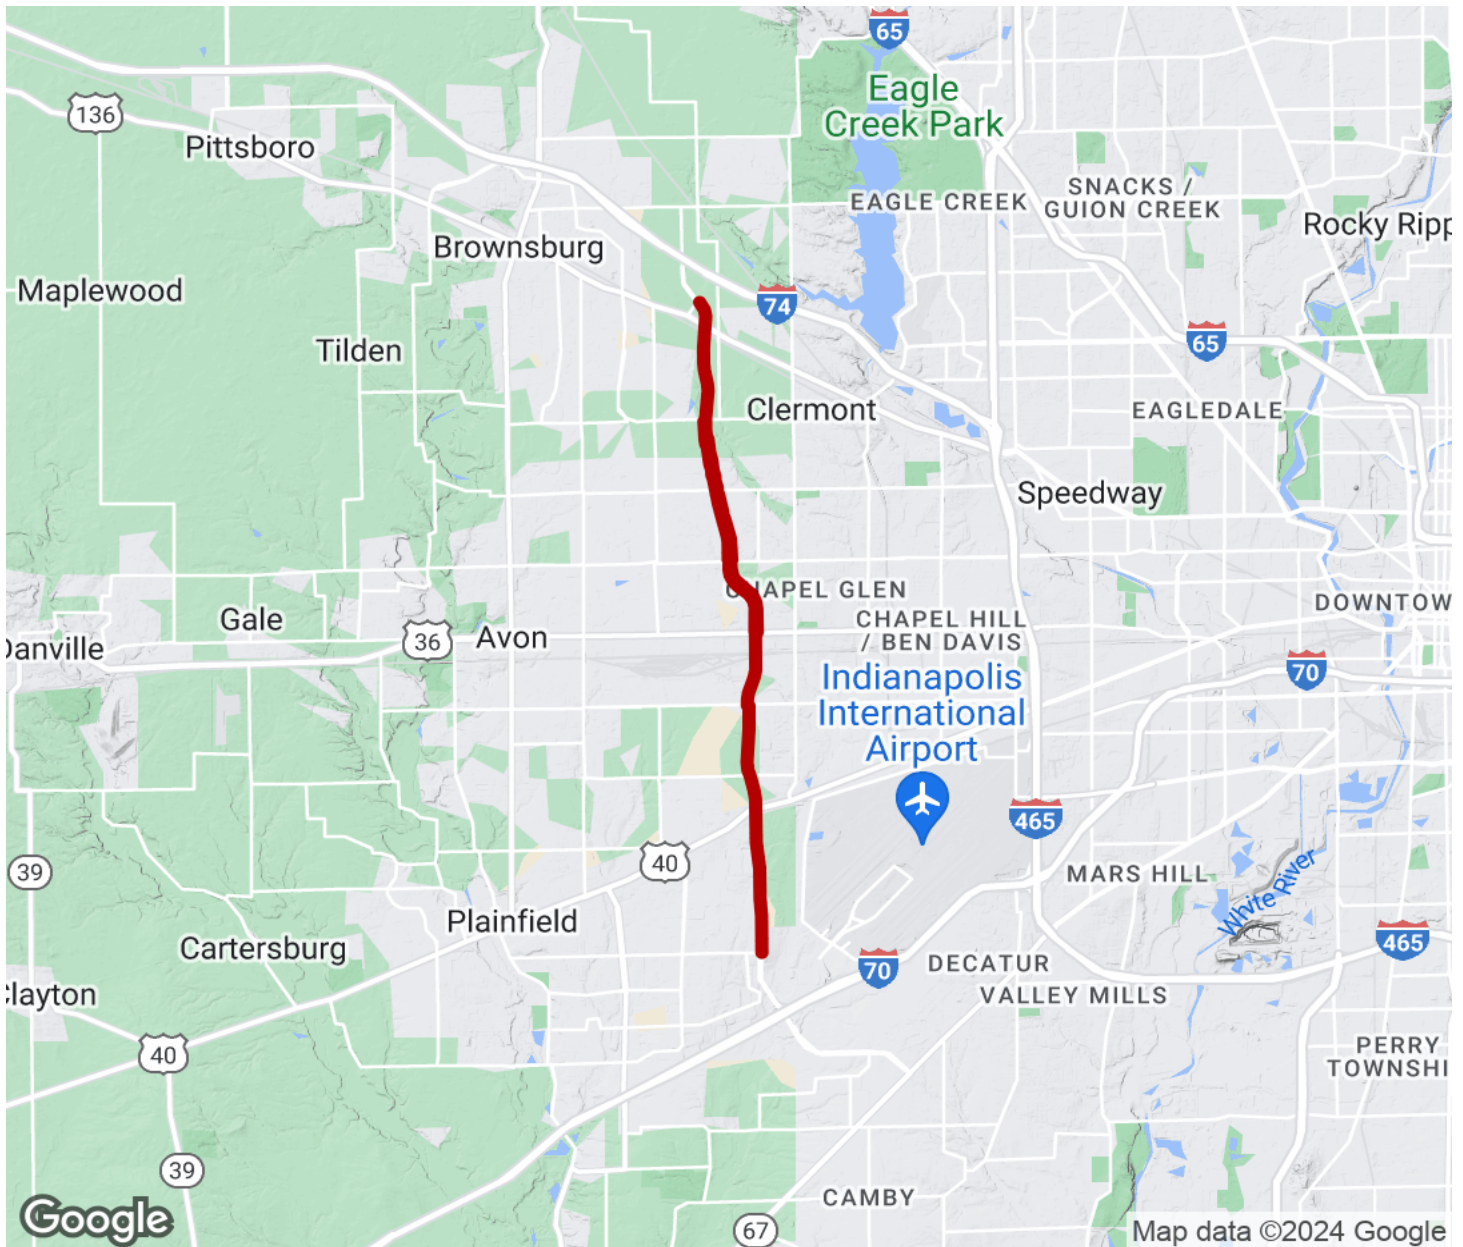 65
Eagle
Creek Park
136
Pittsboro
SNACKS /
GUION CREEK
EAGLE CREEK
Rocky Ripp
Brownsburg
Maplewood
74
65
Tilden
Clermont
EAGLEDALE
Speedway
CHAPEL GLEN
DOWNTOW
Gale
CHAPEL HILL
/ BEN DAVIS
36
Avon
Danville
70
Indianapolis
International
Airport
465
40
39
MARS HILL
White River
Plainfield
Cartersburg
465
70
DECATUR
Clayton
VALLEY MILLS
40
PERRY
TOWNSHI
39
CAMBY
67
Google
Map data ©2024 Google